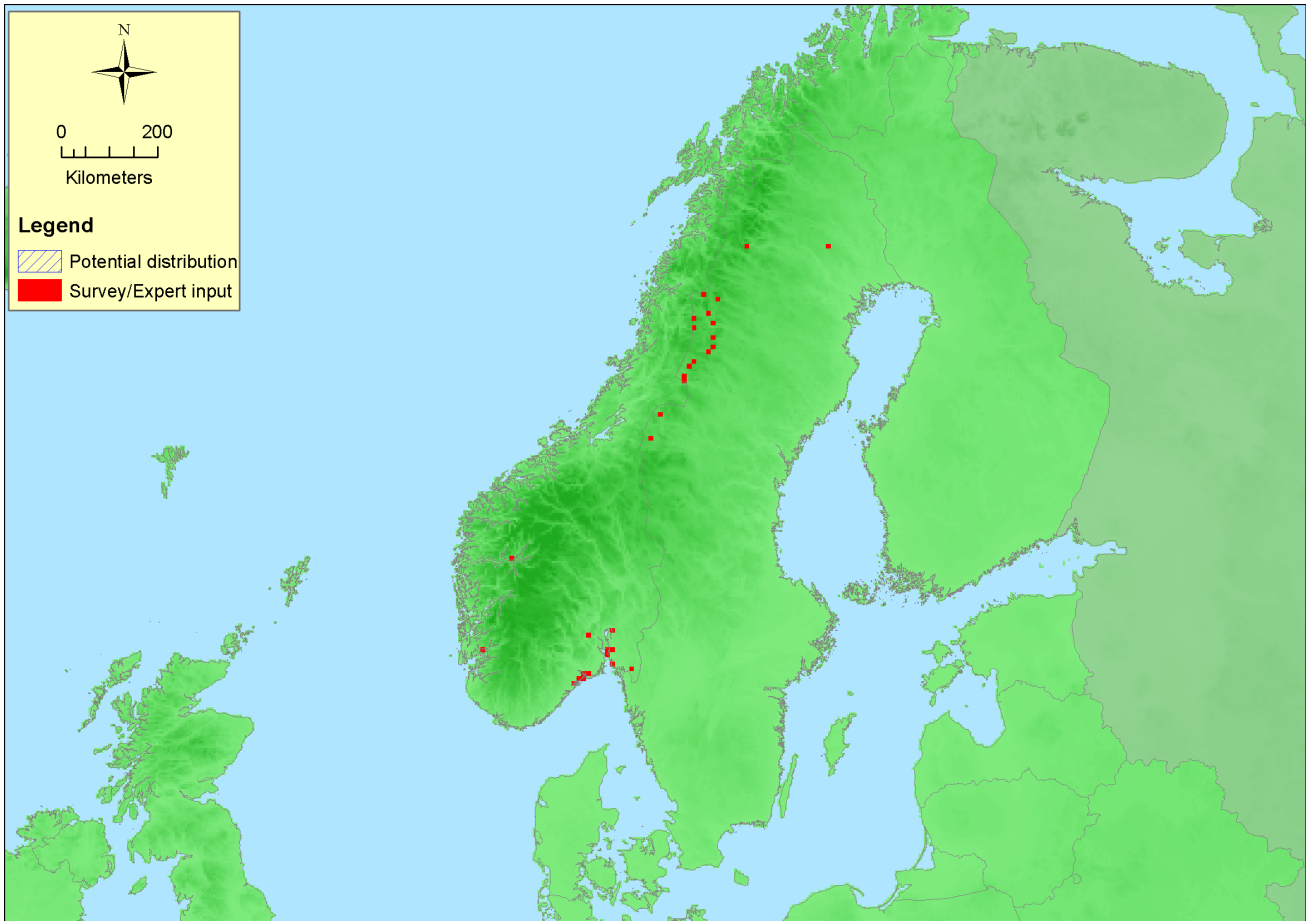 N
0 200
Kilometers
Legend
Potential distribution
Survey/Expert input